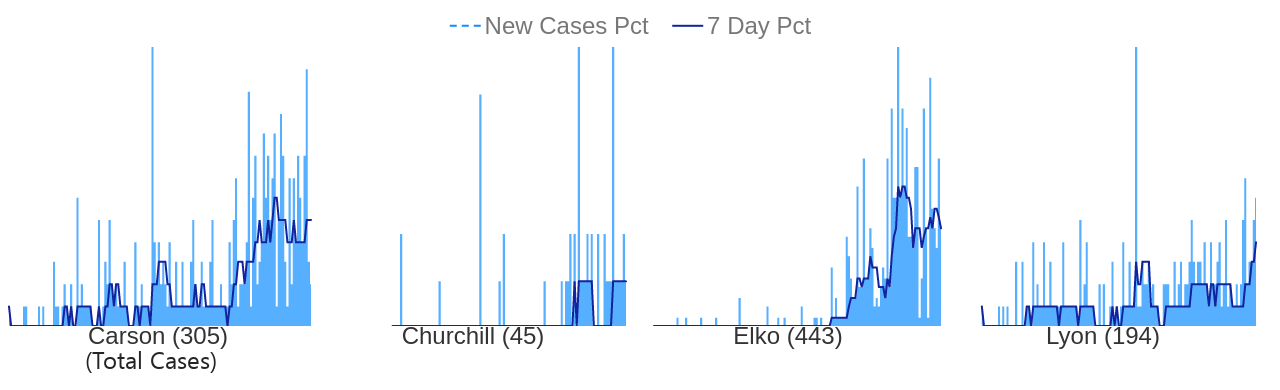 New Cases Pct 7 Day Pct
Carson (305) Churchill (45) Elko (443) Lyon (194)
(Total Cases)